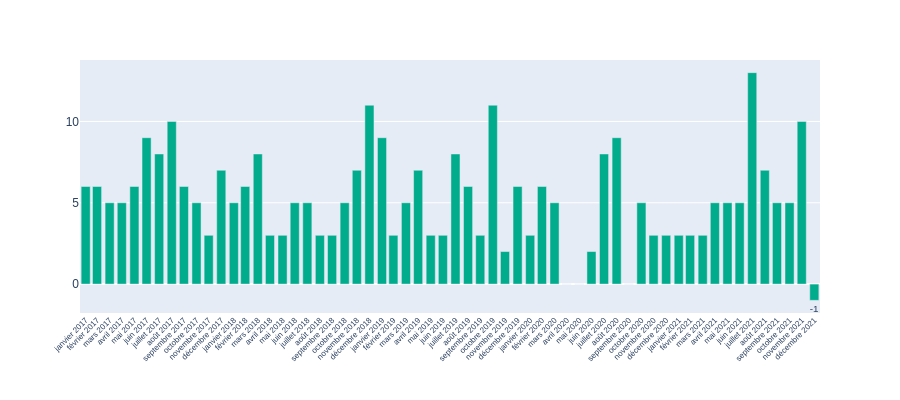 10
5
0
-1
janvier 2017
février 2017
mars 2017
avril 2017
mai 2017
juin 2017
juillet 2017
août 2017
septembre 2017
octobre 2017
novembre 2017
décembre 2017
janvier 2018
février 2018
mars 2018
avril 2018
mai 2018
juin 2018
juillet 2018
août 2018
septembre 2018
octobre 2018
novembre 2018
décembre 2018
janvier 2019
février 2019
mars 2019
avril 2019
mai 2019
juin 2019
juillet 2019
août 2019
septembre 2019
octobre 2019
novembre 2019
décembre 2019
janvier 2020
février 2020
mars 2020
avril 2020
mai 2020
juin 2020
juillet 2020
août 2020
septembre 2020
octobre 2020
novembre 2020
décembre 2020
janvier 2021
février 2021
mars 2021
avril 2021
mai 2021
juin 2021
juillet 2021
août 2021
septembre 2021
octobre 2021
novembre 2021
décembre 2021